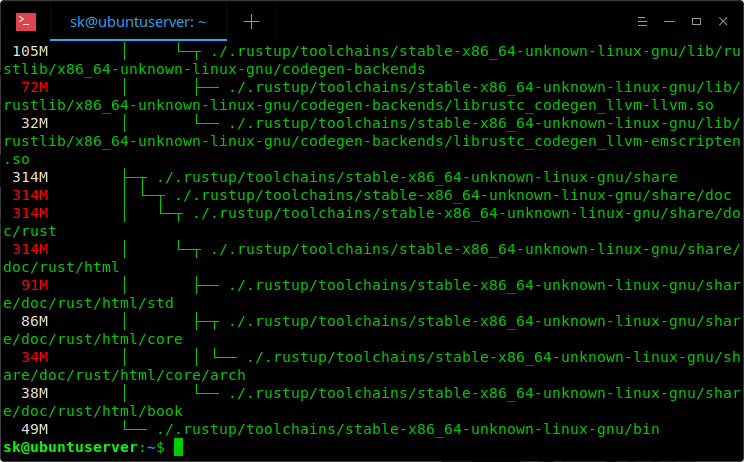 sk@ubuntuserver: ~
105M │ └─┬ ./.rustup/toolchains/stable-x86_64-unknown-linux-gnu/lib/ru
stlib/x86_64-unknown-linux-gnu/codegen-backends
72M │ ├── ./.rustup/toolchains/stable-x86_64-unknown-linux-gnu/lib/
rustlib/x86_64-unknown-linux-gnu/codegen-backends/librustc_codegen_llvm-llvm.so
32M │ └── ./.rustup/toolchains/stable-x86_64-unknown-linux-gnu/lib/
rustlib/x86_64-unknown-linux-gnu/codegen-backends/librustc_codegen_llvm-emscripten
.so
314M ├─┬ ./.rustup/toolchains/stable-x86_64-unknown-linux-gnu/share
314M │ └─┬ ./.rustup/toolchains/stable-x86_64-unknown-linux-gnu/share/doc
314M │ └─┬ ./.rustup/toolchains/stable-x86_64-unknown-linux-gnu/share/do
c/rust
314M │ └─┬ ./.rustup/toolchains/stable-x86_64-unknown-linux-gnu/share/
doc/rust/html
91M │ ├── ./.rustup/toolchains/stable-x86_64-unknown-linux-gnu/shar
e/doc/rust/html/std
86M │ ├─┬ ./.rustup/toolchains/stable-x86_64-unknown-linux-gnu/shar
e/doc/rust/html/core
34M │ │ └── ./.rustup/toolchains/stable-x86_64-unknown-linux-gnu/sh
are/doc/rust/html/core/arch
38M │ └── ./.rustup/toolchains/stable-x86_64-unknown-linux-gnu/shar
e/doc/rust/html/book
49M └── ./.rustup/toolchains/stable-x86_64-unknown-linux-gnu/bin
sk@ubuntuserver:~$